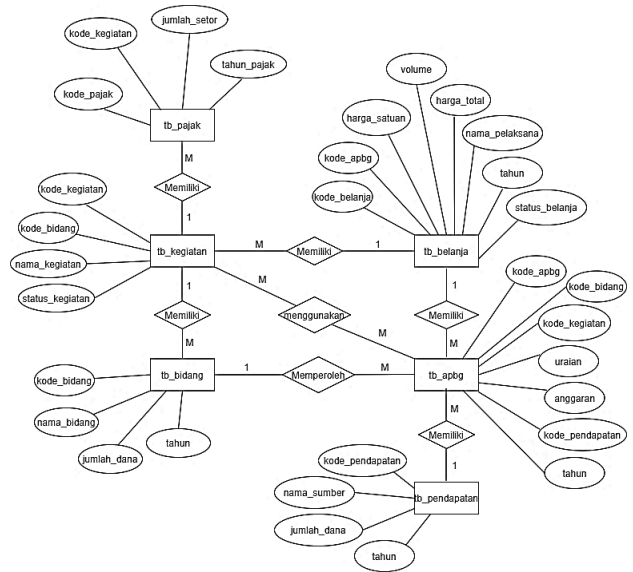 jumlah_setor
kode_kegiatan
tahun_pajak
kode_pajak
tb_pajak
M
Memiliki
1
volume
harga_total
harga_satuan
nama_pelaksana
kode_apbg
tahun
kode_belanja
status_belanja
tb_belanja
kode_kegiatan
kode_bidang
nama_kegiatan
status_kegiatan
tb_kegiatan
M
Memiliki
1
1
Memiliki
M
M
menggunakan
M
1
Memiliki
M
kode_apbg
kode_bidang
kode_kegiatan
uraian
anggaran
kode_pendapatan
tahun
tb_apbg
kode_bidang
nama_bidang
jumlah_dana
tahun
tb_bidang
1
Memperoleh
M
M
Memiliki
1
kode_pendapatan
nama_sumber
jumlah_dana
tahun
tb_pendapatan